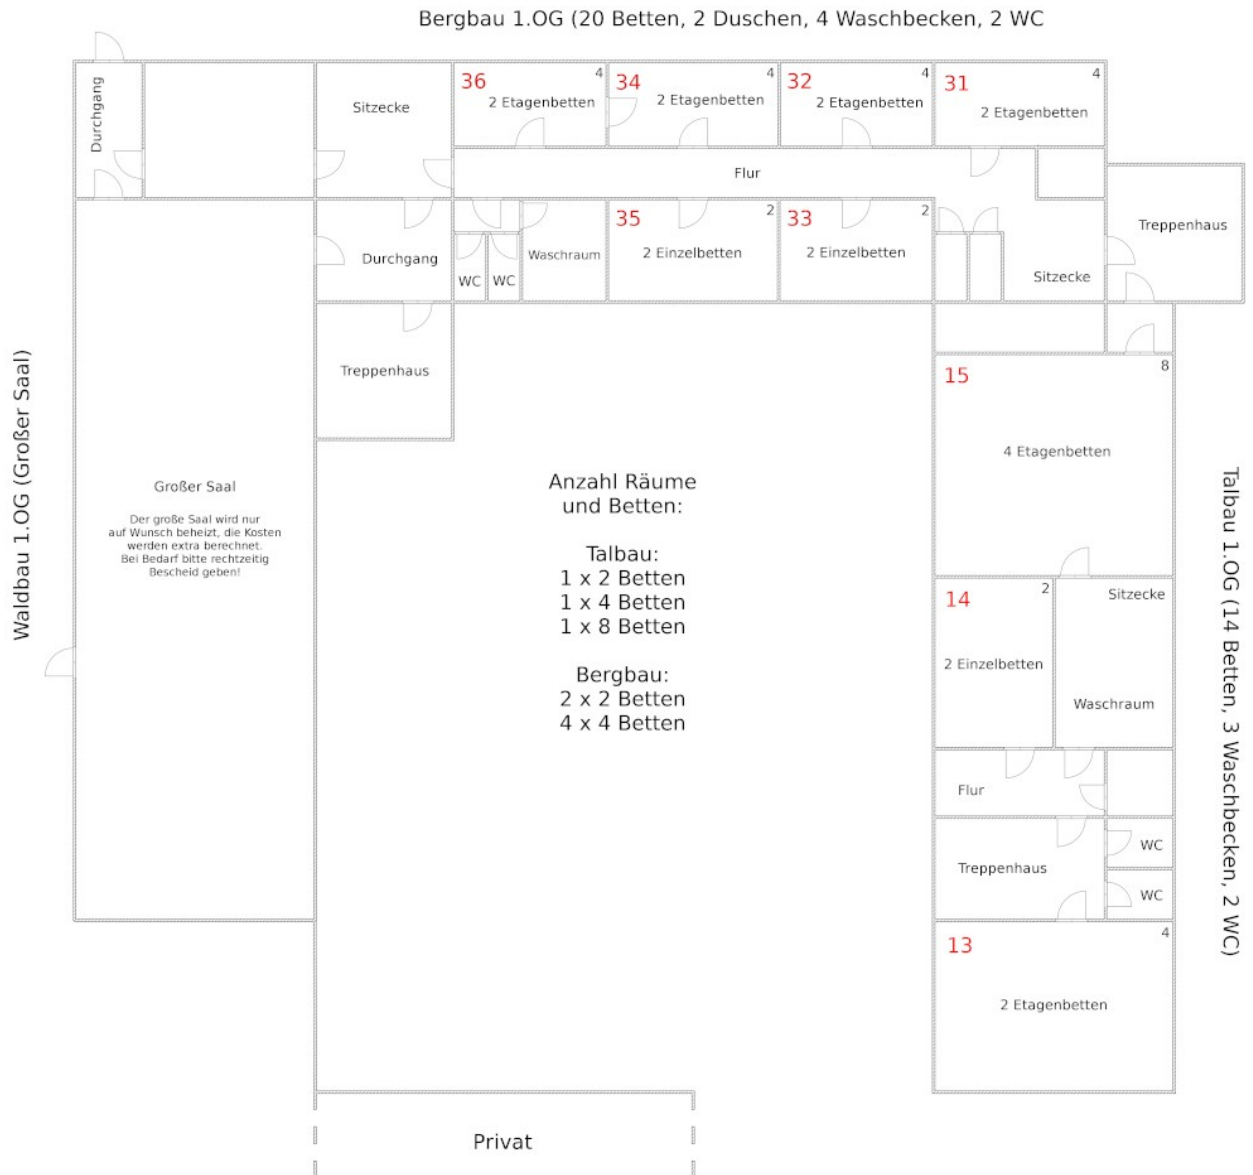 Bergbau 1.OG (20 Betten, 2 Duschen, 4 Waschbecken, 2 WC
Durchgang
Sitzecke
36
4
2 Etagenbetten
34
4
2 Etagenbetten
32
4
2 Etagenbetten
31
4
2 Etagenbetten
Flur
Treppenhaus
Durchgang
WC
WC
Waschraum
35
2
2 Einzelbetten
33
2
2 Einzelbetten
Sitzecke
Treppenhaus
Waldbau 1.OG (Großer Saal)
Großer Saal
Der große Saal wird nur
auf Wunsch beheizt, die Kosten
werden extra berechnet.
Bei Bedarf bitte rechtzeitig
Bescheid geben!
Anzahl Räume
und Betten:
Talbau:
1 x 2 Betten
1 x 4 Betten
1 x 8 Betten
Bergbau:
2 x 2 Betten
4 x 4 Betten
15
8
4 Etagenbetten
14
2
2 Einzelbetten
Sitzecke
Waschraum
Flur
Treppenhaus
WC
WC
13
4
2 Etagenbetten
Talbau 1.OG (14 Betten, 3 Waschbecken, 2 WC)
Privat